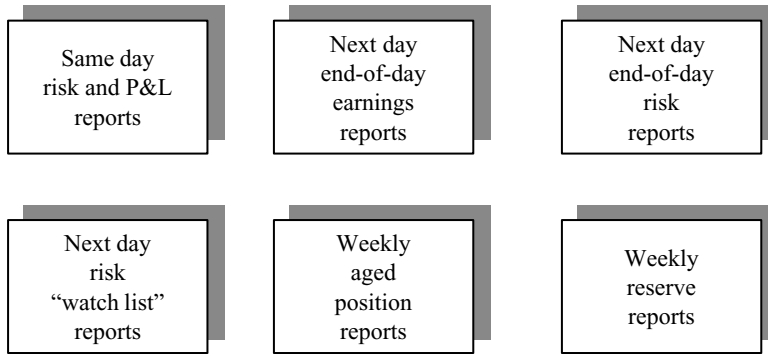 Same day
risk and P&L
reports
Next day
end-of-day
earnings
reports
Next day
end-of-day
risk
reports
Next day
risk
“watch list”
reports
Weekly
aged
position
reports
Weekly
reserve
reports